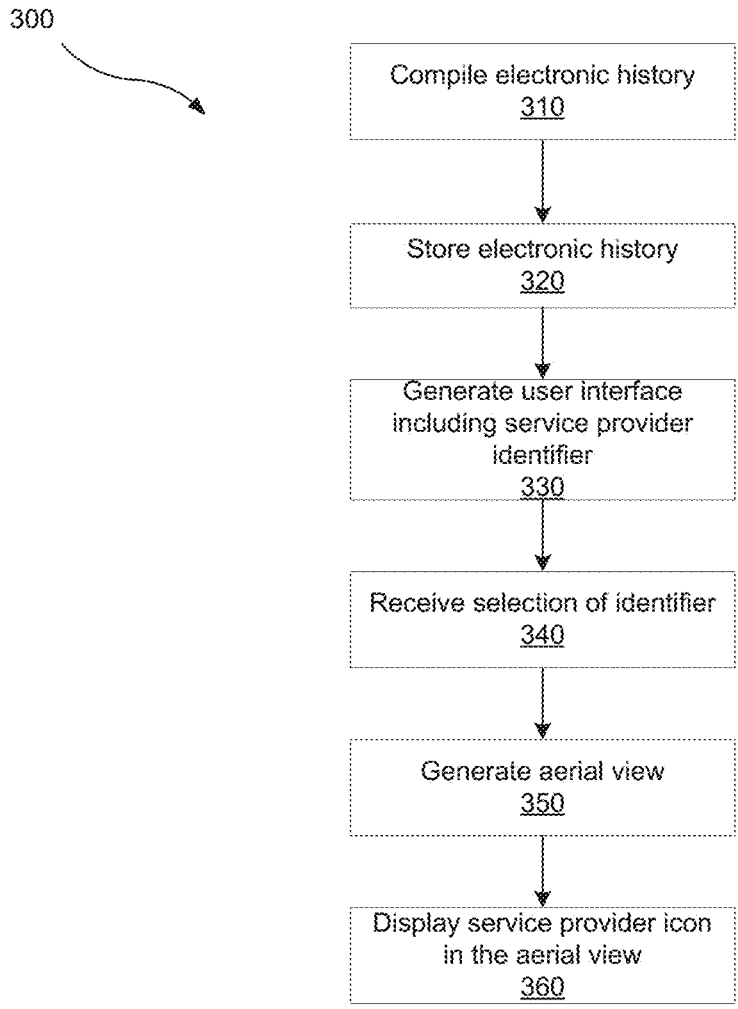 300
Compile electronic history
310
Store electronic history
320
Generate user interface
including service provider
identifier
330
Receive selection of identifier
340
Generate aerial view
350
Display service provider icon
in the aerial view
360